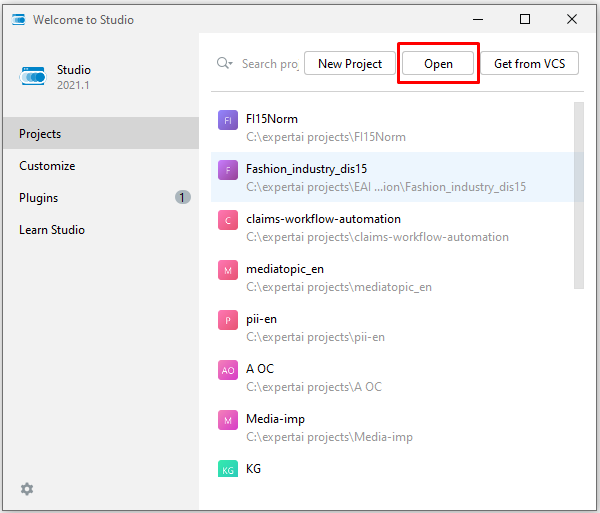 Welcome to Studio
Studio
2021.1
Search pro
New Project
Open
Get from VCS
Projects
Customize
Plugins
1
Learn Studio
FI
FI15Norm
C:\expertai projects\FI15Norm
F
Fashion_industry_dis15
C:\expertai projects\EAI ...ion\Fashion_industry_dis15
C
claims-workflow-automation
C:\expertai projects\claims-workflow-automation
M
mediatopic_en
C:\expertai projects\mediatopic_en
P
pii-en
C:\expertai projects\pii-en
AO
A OC
C:\expertai projects\A OC
M
Media-imp
C:\expertai projects\Media-imp
KG
KG